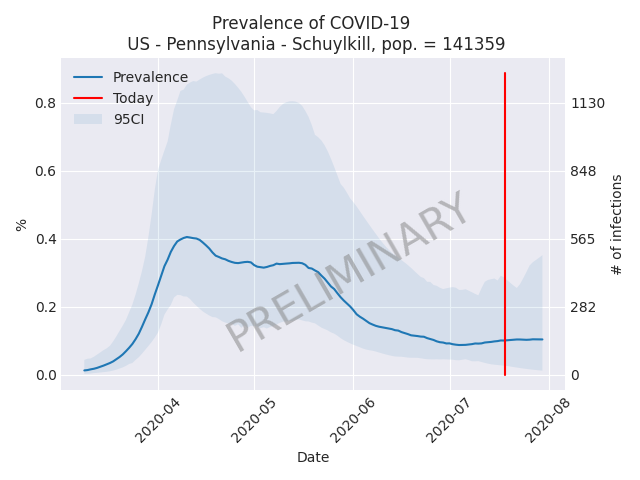 Prevalence of COVID-19
US - Pennsylvania - Schuylkill, pop. = 141359
Prevalence
Today
95CI
0.8
0.6
0.4
0.2
0.0
%
1130
848
565
282
0
# of infections
PRELIMINARY
2020-04
2020-05
2020-06
2020-07
2020-08
Date